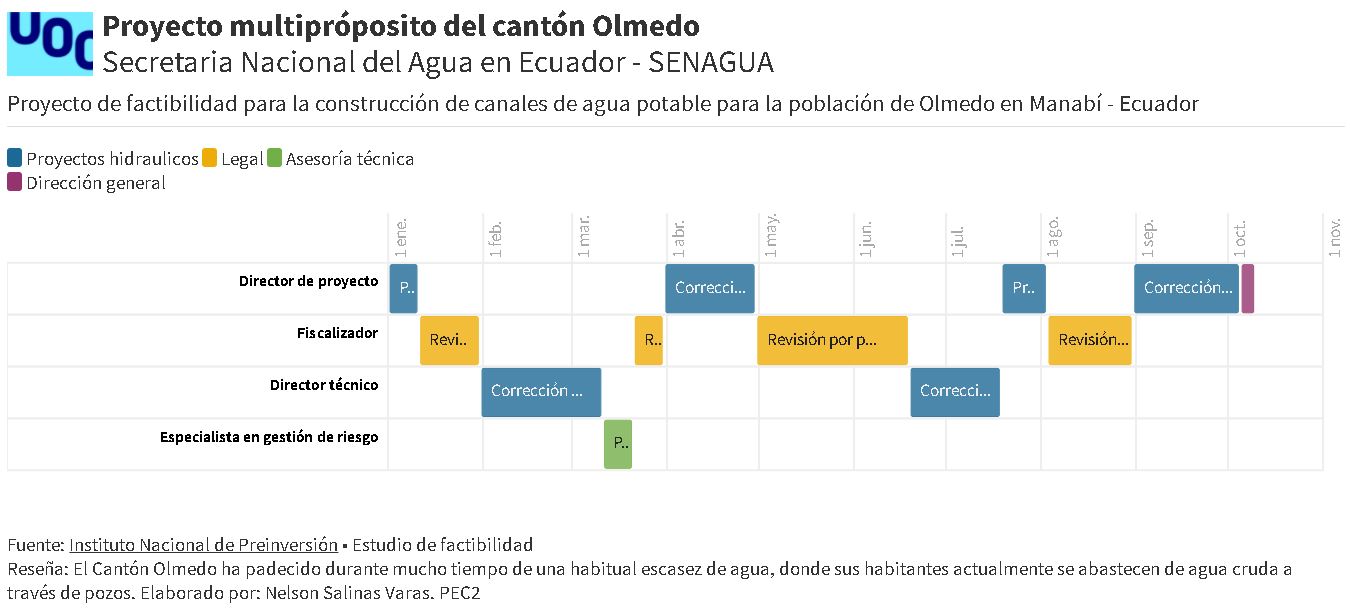 UOC
Proyecto multipróposito del cantón Olmedo
Secretaria Nacional del Agua en Ecuador - SENAGUA
Proyecto de factibilidad para la construcción de canales de agua potable para la población de Olmedo en Manabí - Ecuador
Proyectos hidraulicos Legal Asesoría técnica
Dirección general
1 ene. 1 feb. 1 mar. 1 abr. 1 may. 1 jun. 1 jul. 1 ago. 1 sep. 1 oct. 1 nov.
Director de proyecto P.. Correcci... Pr.. Corrección...
Fiscalizador Revi.. R.. Revisión por p... Revisión...
Director técnico Corrección ... Correcci...
Especialista en gestión de riesgo P..
Fuente: Instituto Nacional de Preinversión • Estudio de factibilidad
Reseña: El Cantón Olmedo ha padecido durante mucho tiempo de una habitual escasez de agua, donde sus habitantes actualmente se abastecen de agua cruda a
través de pozos. Elaborado por: Nelson Salinas Varas. PEC2